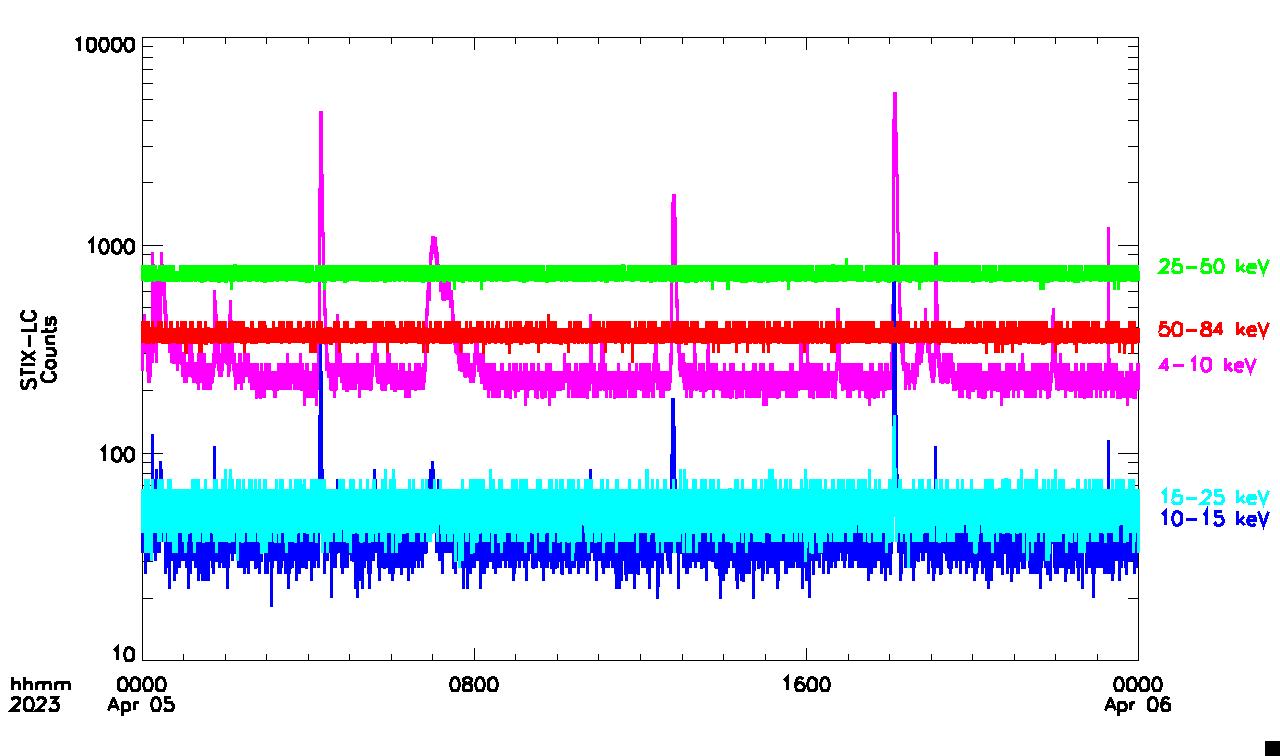 10000
1000
100
10
STIX-LC
Counts
25-50 keV
50-84 keV
4-10 keV
15-25 keV
10-15 keV
hhmm 0000 0800 1600 0000
2023 Apr 05 Apr 06